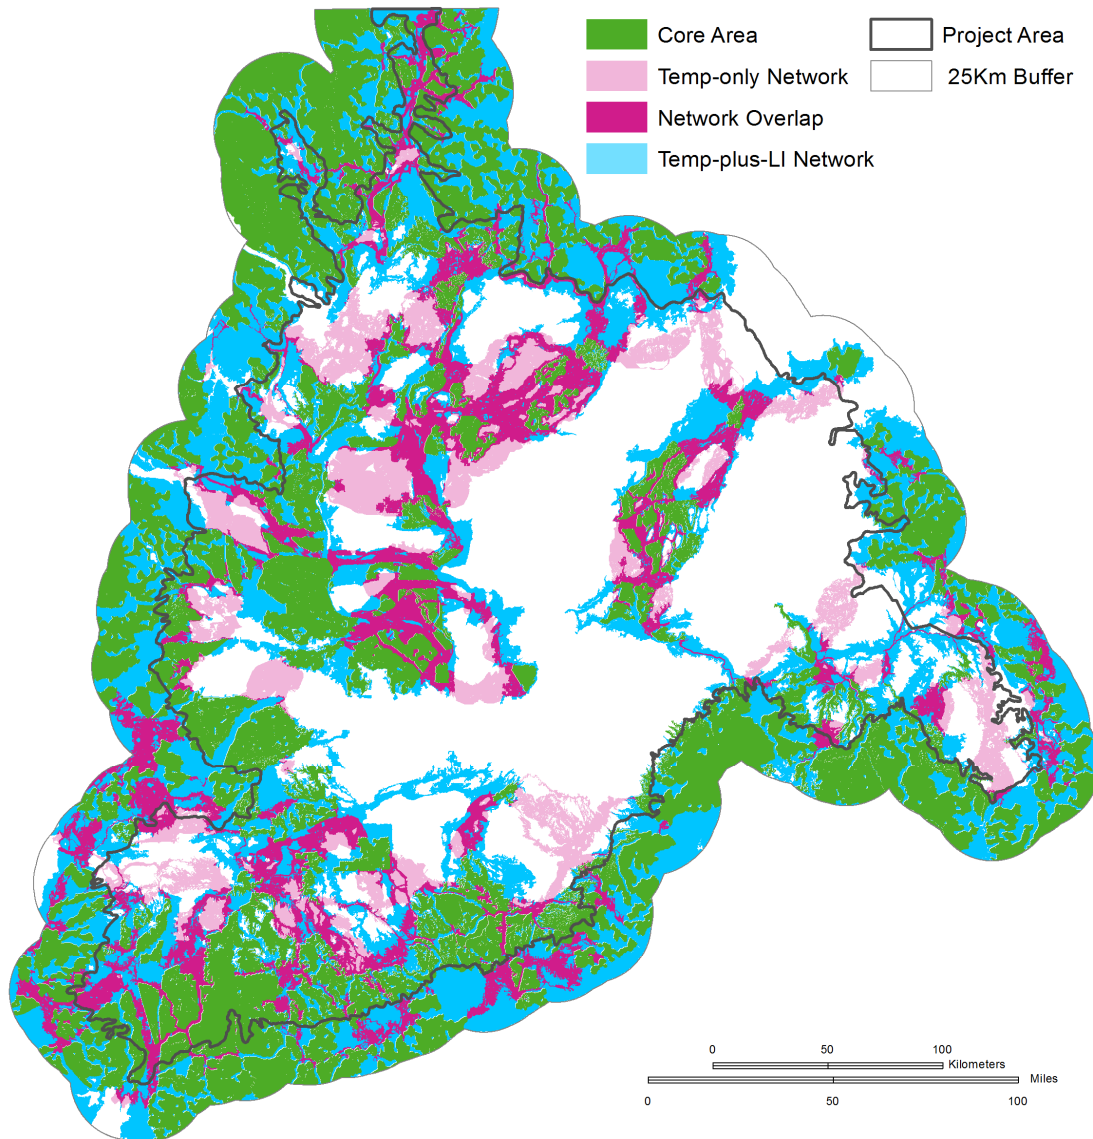 Core Area
Temp-only Network
Network Overlap
Temp-plus-LI Network
Project Area
25Km Buffer
0 50 100
Kilometers
Miles
0 50 100